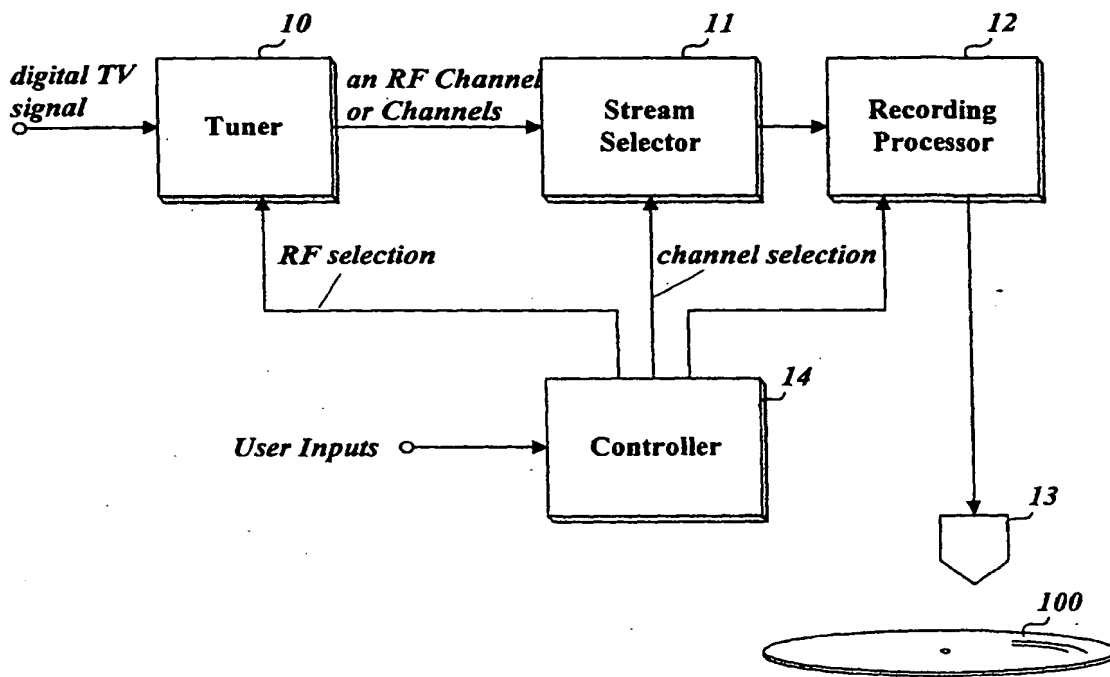 10
11
12
digital TV
signal
an RF Channel
or Channels
Tuner
Stream
Selector
Recording
Processor
RF selection
channel selection
14
User Inputs
Controller
13
100